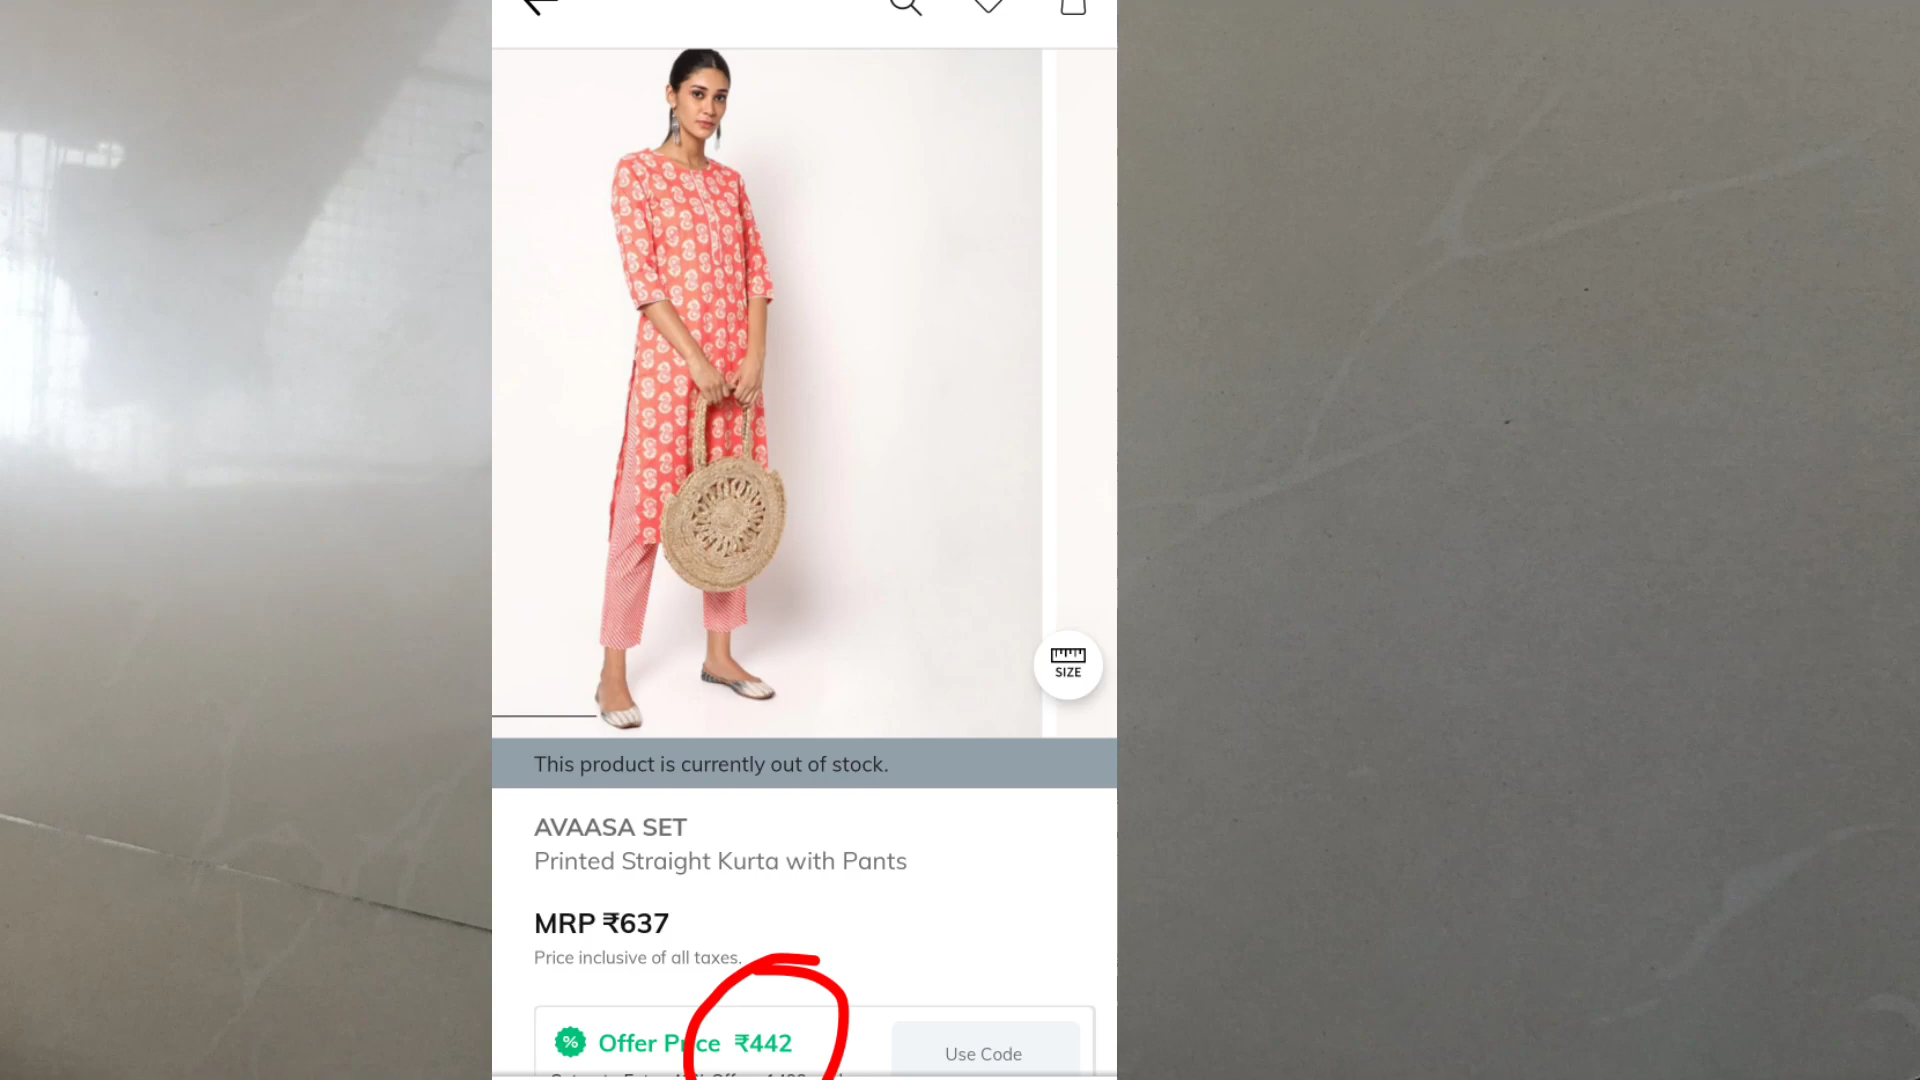 SIZE
This product is currently out of stock.
AVAASA SET
Printed Straight Kurta with Pants
MRP ₹637
Price inclusive of all taxes.
% Offer Price ₹442
Use Code